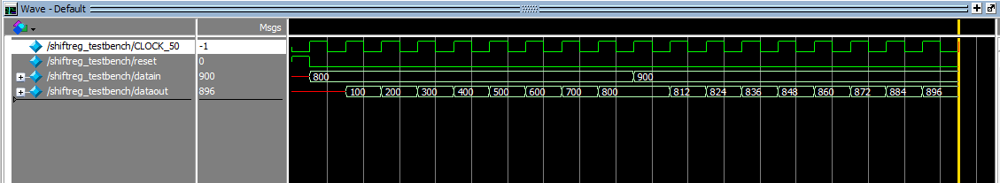 Wave - Default
Msgs
/shiftreg_testbench/CLOCK_50 -1
/shiftreg_testbench/reset 0
/shiftreg_testbench/datain 900 800 900
/shiftreg_testbench/dataout 896 100 200 300 400 500 600 700 800 812 824 836 848 860 872 884 896